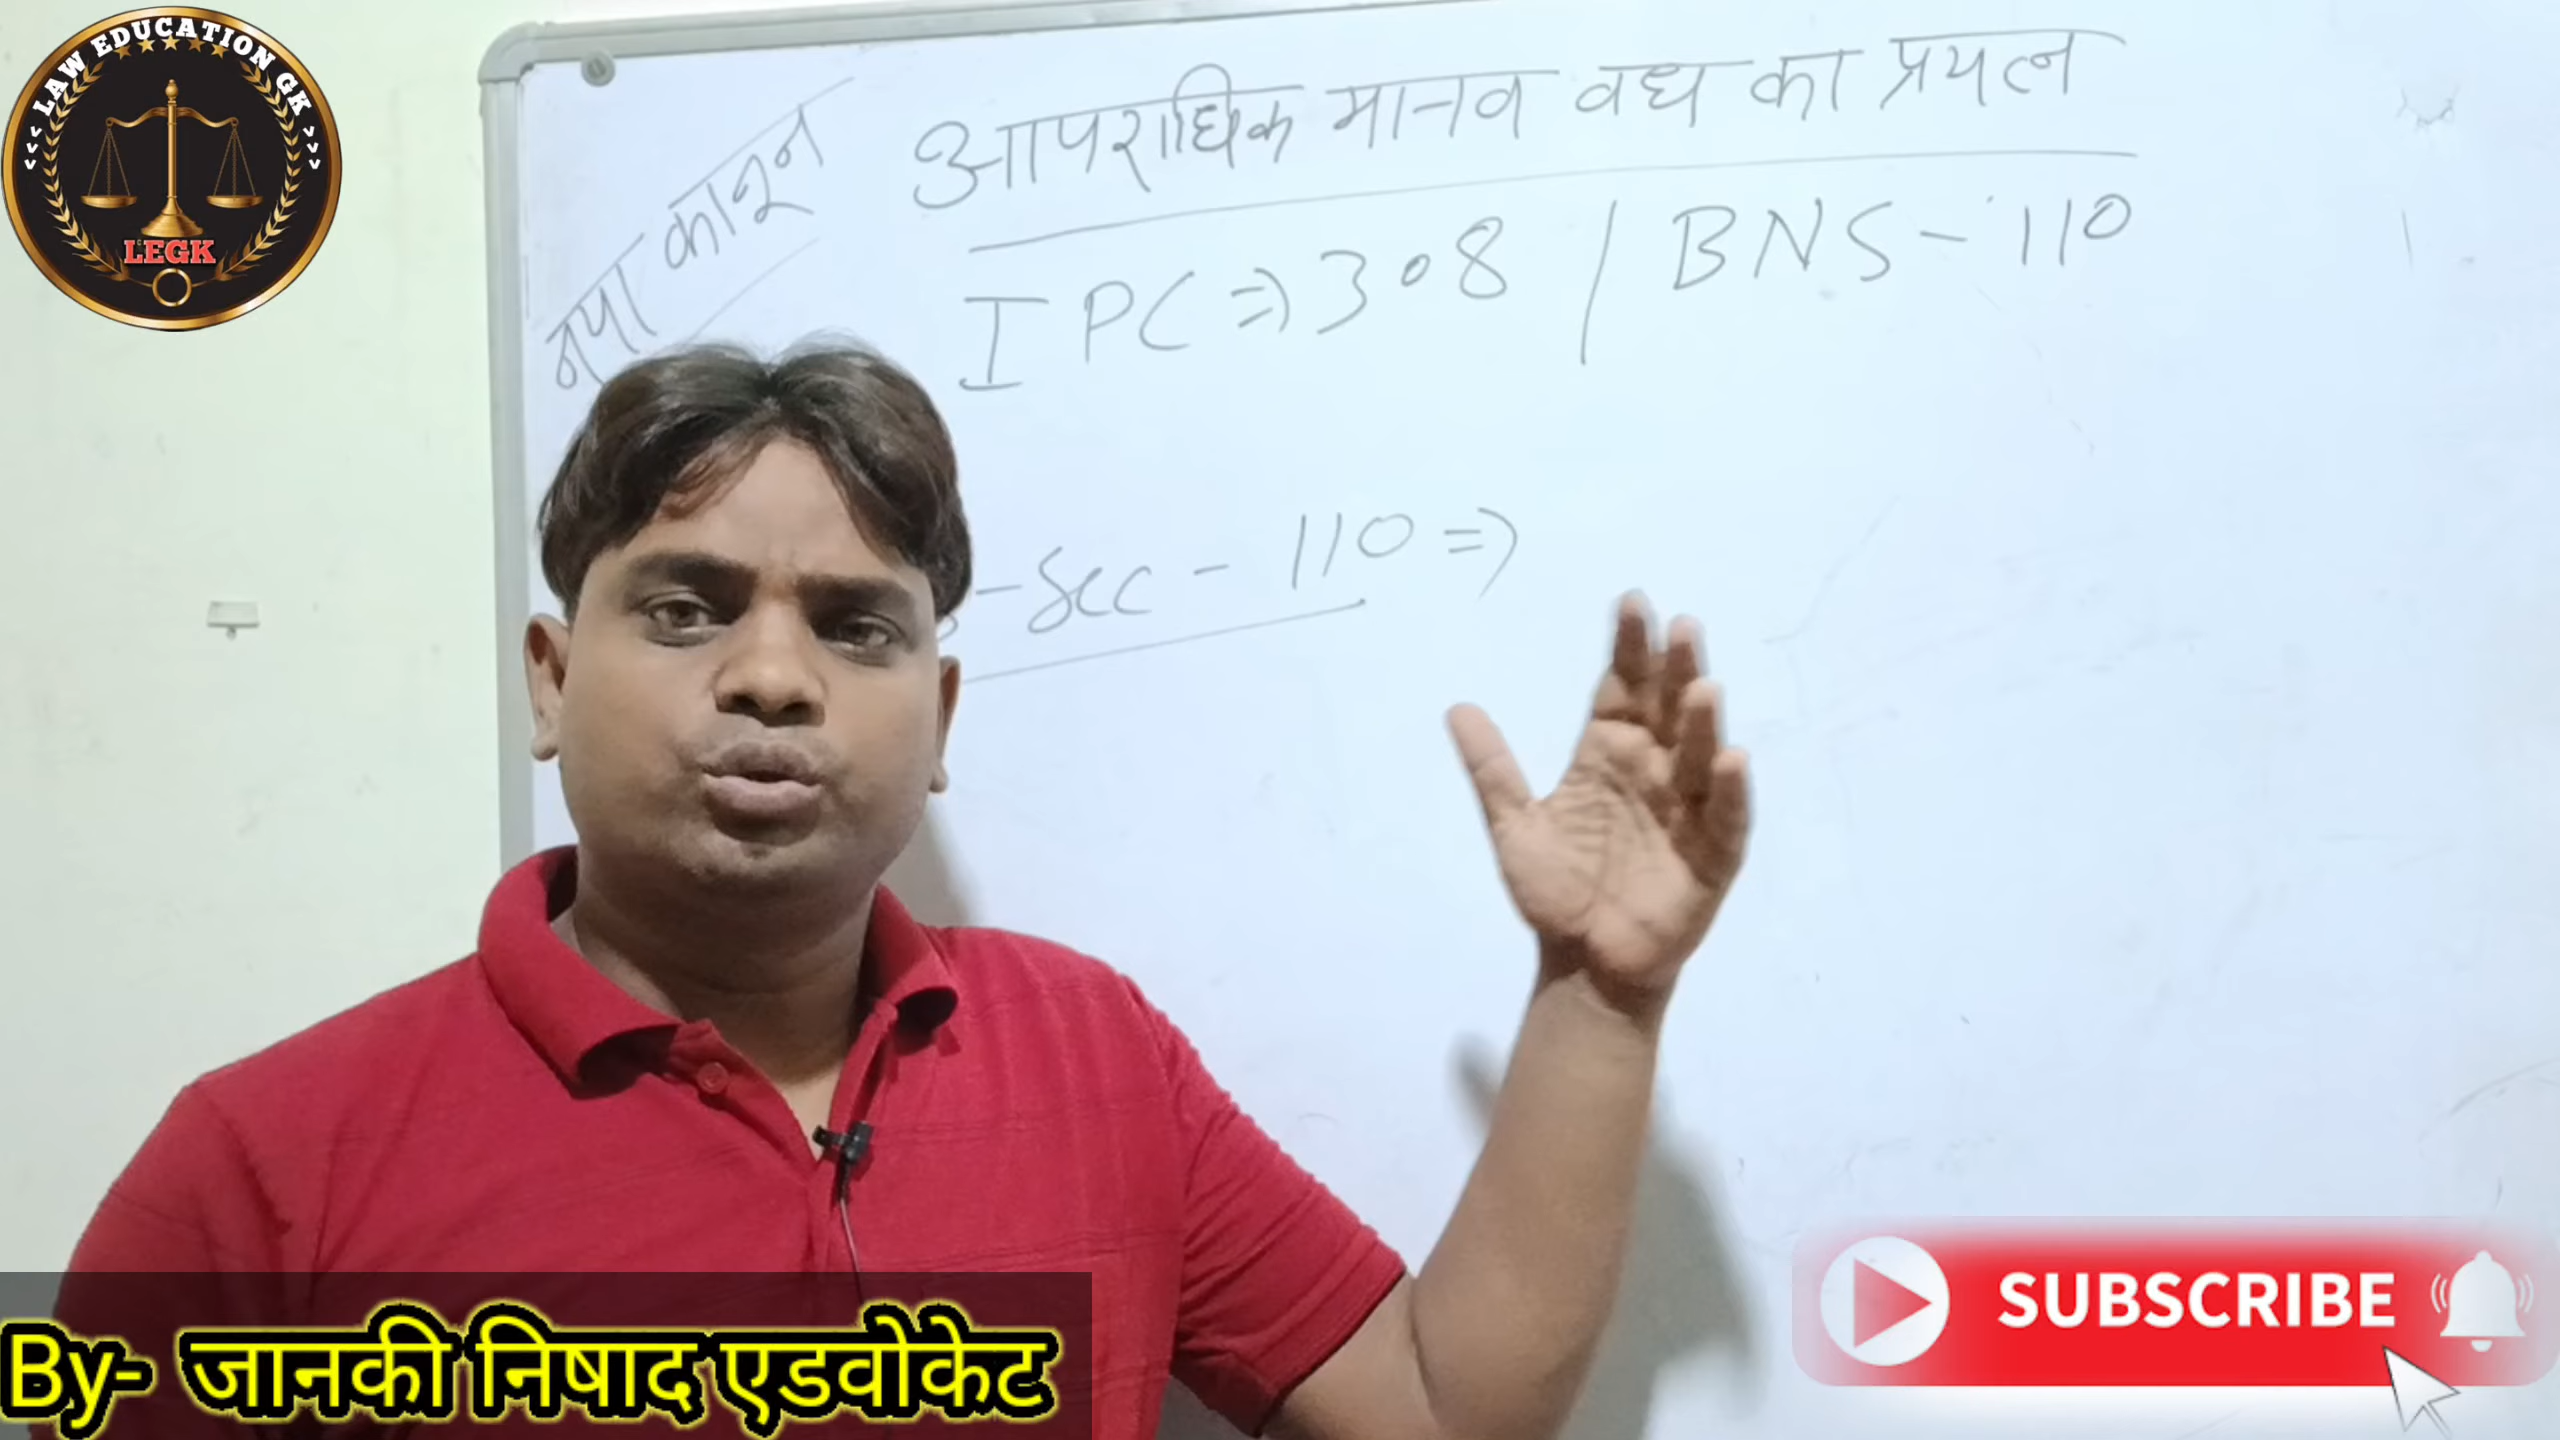 LAW EDUCATION GK
LEGK
नया कानून
आपराधिक मानव वध का प्रयत्न
IPC => 308 / BNS - 110
- Sec - 110 =>
SUBSCRIBE
By- जानकी निषाद एडवोकेट